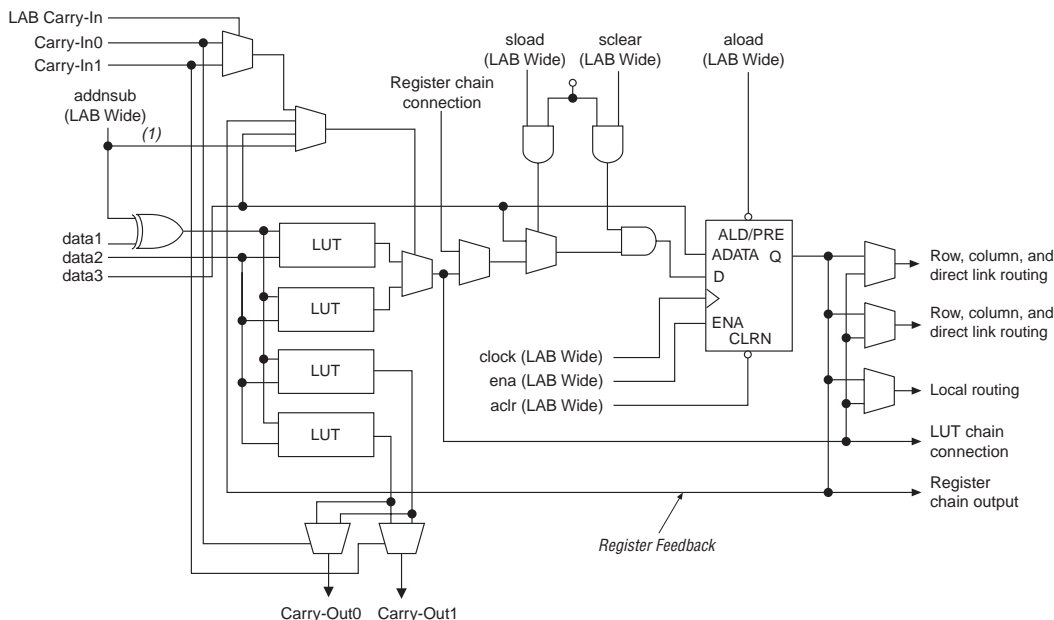 LAB Carry-In
Carry-In0
Carry-In1
addnsub
(LAB Wide)
(1)
Register chain
connection
sload
(LAB Wide)
sclear
(LAB Wide)
aload
(LAB Wide)
data1
data2
data3
LUT
LUT
LUT
LUT
ALD/PRE
ADATA Q
D
ENA
CLRN
clock (LAB Wide)
ena (LAB Wide)
aclr (LAB Wide)
Row, column, and
direct link routing
Row, column, and
direct link routing
Local routing
LUT chain
connection
Register
chain output
Register Feedback
Carry-Out0
Carry-Out1